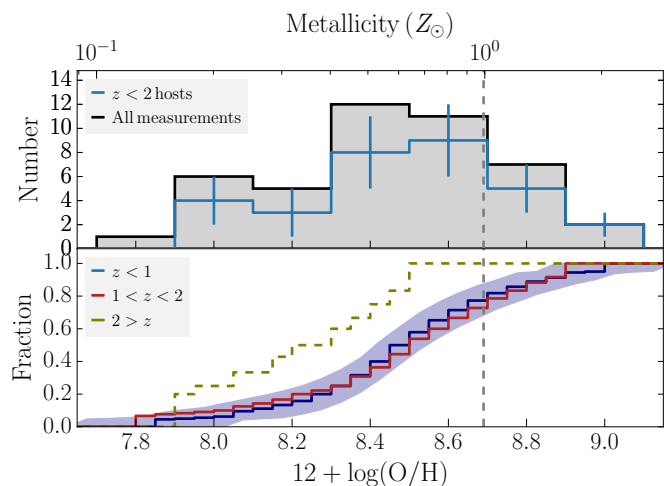 Metallicity (Z⊙)
10⁻¹ 10⁰
14
12
10
8
6
4
2
0
Number
z < 2 hosts
All measurements
1.0
0.8
0.6
0.4
0.2
0.0
Fraction
z < 1
1 < z < 2
2 > z
7.8 8.0 8.2 8.4 8.6 8.8 9.0
12 + log(O/H)